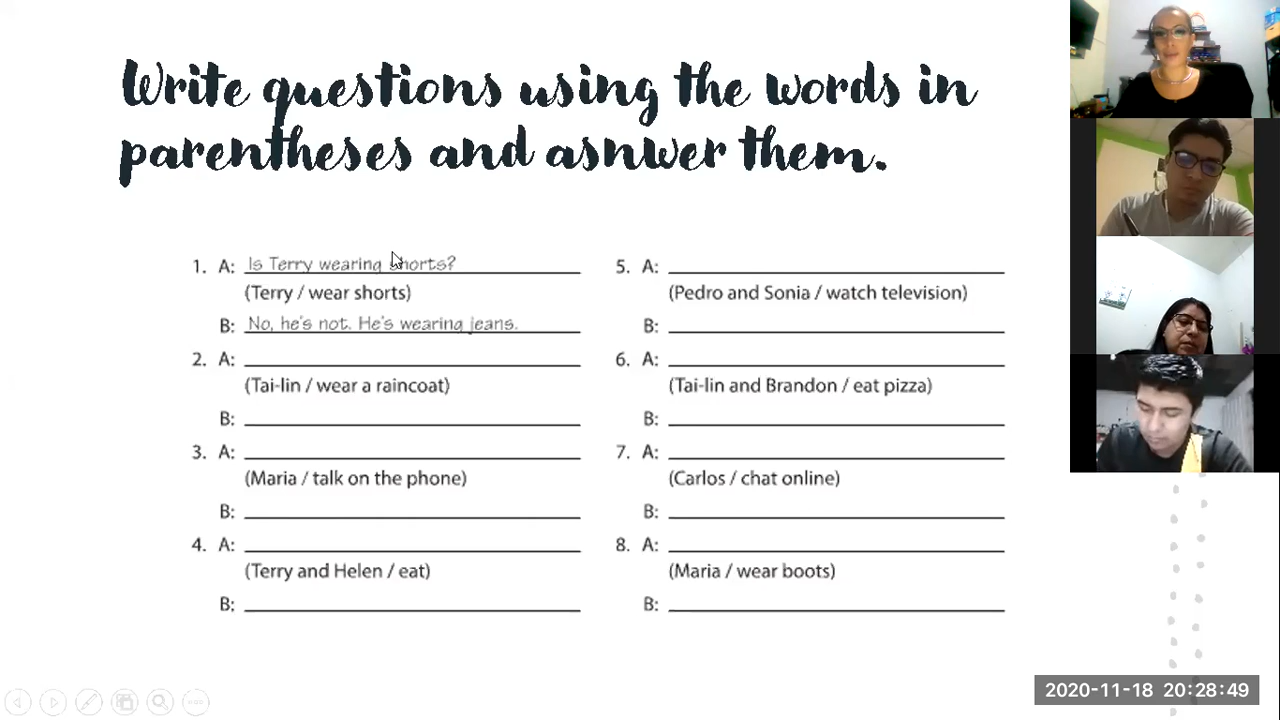 Write questions using the words in
parentheses and asnwer them.
1. A: Is Terry wearing shorts?
(Terry / wear shorts)
B: No, he's not. He's wearing jeans.
2. A:
(Tai-lin / wear a raincoat)
B:
3. A:
(Maria / talk on the phone)
B:
4. A:
(Terry and Helen / eat)
B:
5. A:
(Pedro and Sonia / watch television)
B:
6. A:
(Tai-lin and Brandon / eat pizza)
B:
7. A:
(Carlos / chat online)
B:
8. A:
(Maria / wear boots)
B:
2020-11-18 20:28:49